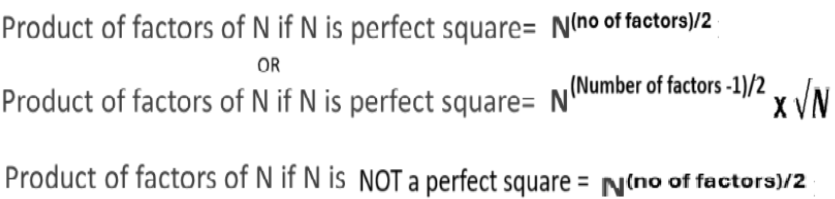 Product of factors of N if N is perfect square= N(no of factors)/2
OR
Product of factors of N if N is perfect square= N(Number of factors -1)/2 x √N
Product of factors of N if N is NOT a perfect square = N(no of factors)/2